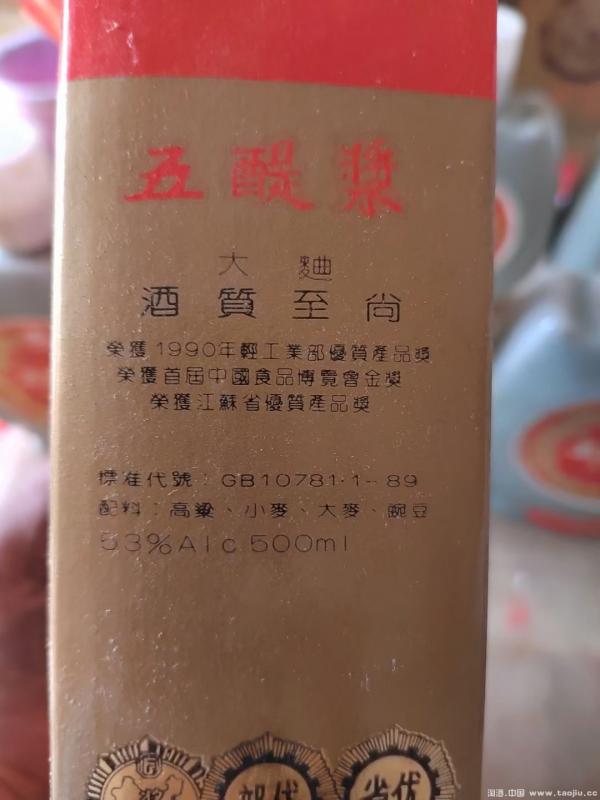 五醍漿
大麯
酒質至尚
榮獲1990年輕工業部優質產品獎
榮獲首屆中國食品博覽會金獎
榮獲江蘇省優質產品獎
標准代號：GB10781·1-89
配料：高粱、小麥、大麥、豌豆
53%Alc 500ml
部优
省优
淘酒.中国 www.taojiu.cc